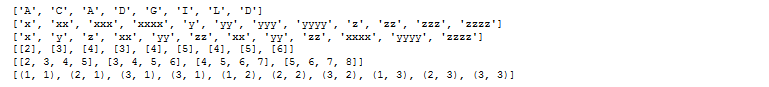 ['A', 'C', 'A', 'D', 'G', 'I', 'L', 'D']
['x', 'xx', 'xxx', 'xxxx', 'y', 'yy', 'yyy', 'yyyy', 'z', 'zz', 'zzz', 'zzzz']
['x', 'y', 'z', 'xx', 'yy', 'zz', 'xx', 'yy', 'zz', 'xxxx', 'yyyy', 'zzzz']
[[2], [3], [4], [3], [4], [5], [4], [5], [6]]
[[2, 3, 4, 5], [3, 4, 5, 6], [4, 5, 6, 7], [5, 6, 7, 8]]
[(1, 1), (2, 1), (3, 1), (3, 1), (1, 2), (2, 2), (3, 2), (1, 3), (2, 3), (3, 3)]